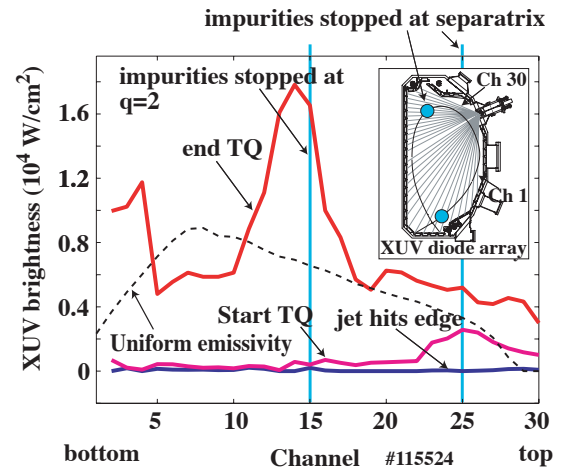 impurities stopped at separatrix
impurities stopped at
q=2
Ch 30
Ch 1
XUV diode array
end TQ
Uniform emissivity
Start TQ
jet hits edge
XUV brightness (10⁴ W/cm²)
1.6
1.2
0.8
0.4
0
5
10
15
20
25
30
bottom
Channel
#115524
top